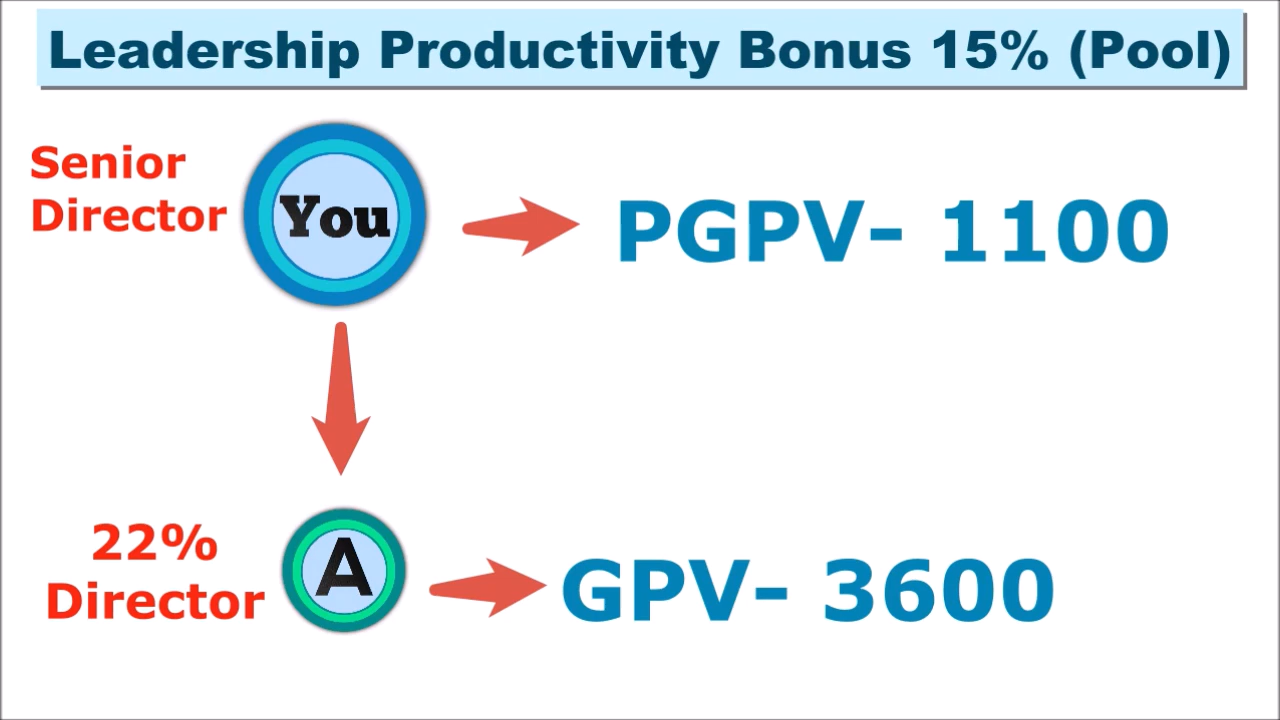 Leadership Productivity Bonus 15% (Pool)
Senior
Director
You
PGPV- 1100
22%
Director
A
GPV- 3600